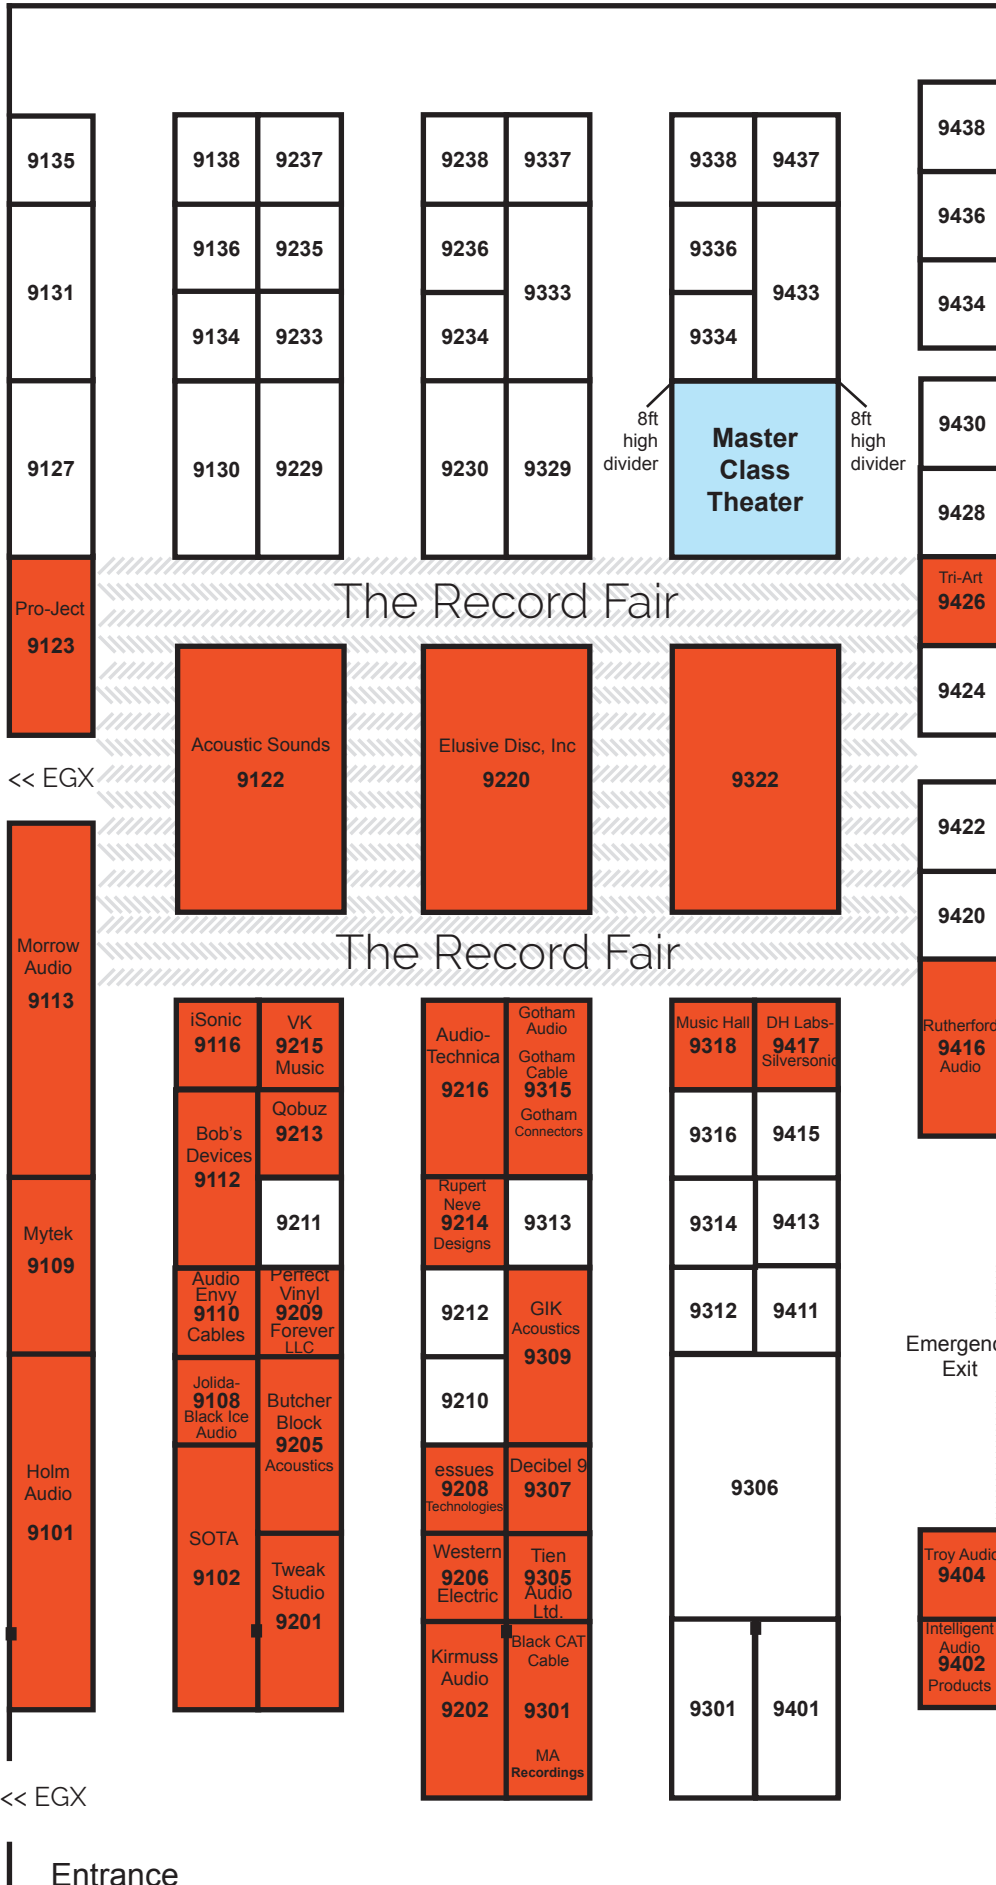 9438
9135
9138
9237
9238
9337
9338
9437
9436
9136
9235
9236
9336
9131
9333
9433
9434
9134
9233
9234
9334
8ft
high
divider
8ft
high
divider
9430
Master
Class
Theater
9127
9130
9229
9230
9329
9428
Tri-Art
9426
The Record Fair
Pro-Ject
9123
9424
Acoustic Sounds
9122
Elusive Disc, Inc
9220
9322
<< EGX
9422
9420
The Record Fair
Morrow
Audio
9113
iSonic
9116
VK
9215
Music
Audio-
Technica
9216
Gotham
Audio
Gotham
Cable
9315
Gotham
Connectors
Music Hall
9318
DH Labs-
9417
Silversonic
Rutherford
9416
Audio
Bob's
Devices
9112
Qobuz
9213
9316
9415
Rupert
Neve
9214
Designs
9211
9313
9314
9413
Mytek
9109
Audio
Envy
9110
Cables
Perfect
Vinyl
9209
Forever
LLC
9212
GIK
Acoustics
9309
9312
9411
Emergenc
Exit
Jolida-
9108
Black Ice
Audio
Butcher
Block
9205
Acoustics
9210
Holm
Audio
9101
essues
9208
Technologies
Decibel 9
9307
9306
SOTA
9102
Tweak
Studio
9201
Western
9206
Electric
Tien
9305
Audio
Ltd.
Troy Audio
9404
Intelligent
Audio
9402
Products
Kirmuss
Audio
9202
Black CAT
Cable
9301
MA
Recordings
9301
9401
<< EGX
Entrance